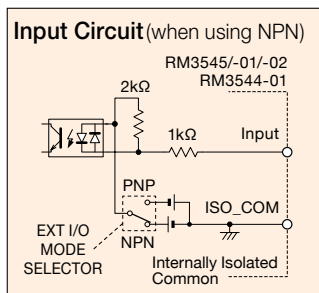 Input Circuit (when using NPN)
RM3545/-01/-02
RM3544-01
2kΩ
1kΩ
Input
PNP
NPN
ISO_COM
EXT I/O
MODE
SELECTOR
Internally Isolated
Common